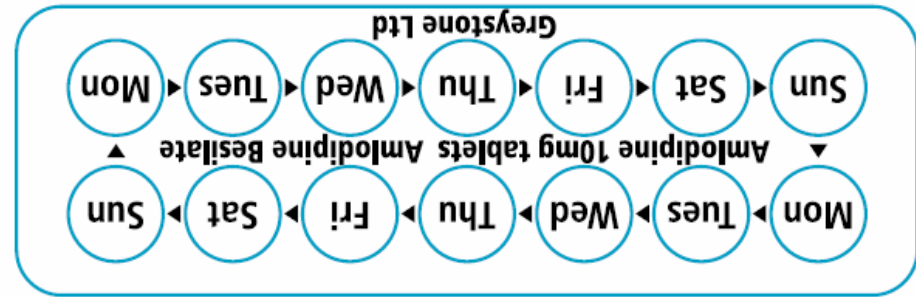 Mon Tues Wed Thu Fri Sat Sun
Amlodipine 10mg tablets Amlodipine Besilate
Sun Sat Fri Thu Wed Tues Mon
Greystone Ltd